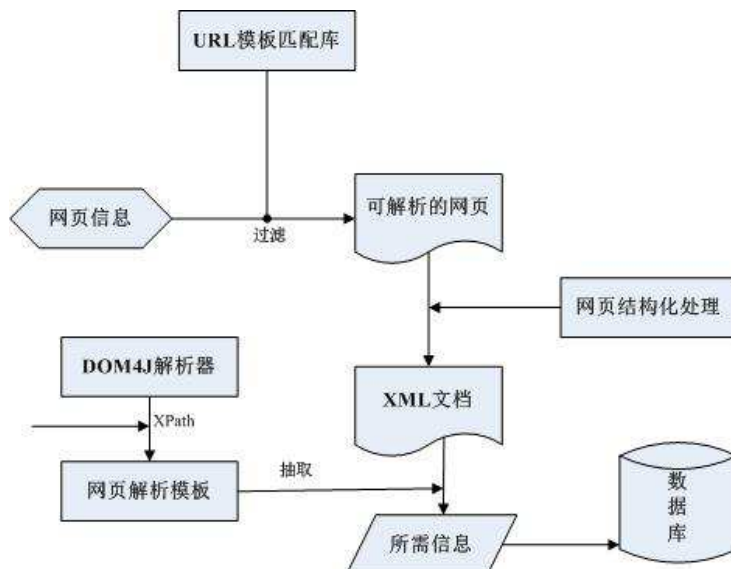 URL模板匹配库
网页信息
过滤
可解析的网页
网页结构化处理
DOM4J解析器
XPath
XML文档
网页解析模板
抽取
所需信息
数
据
库